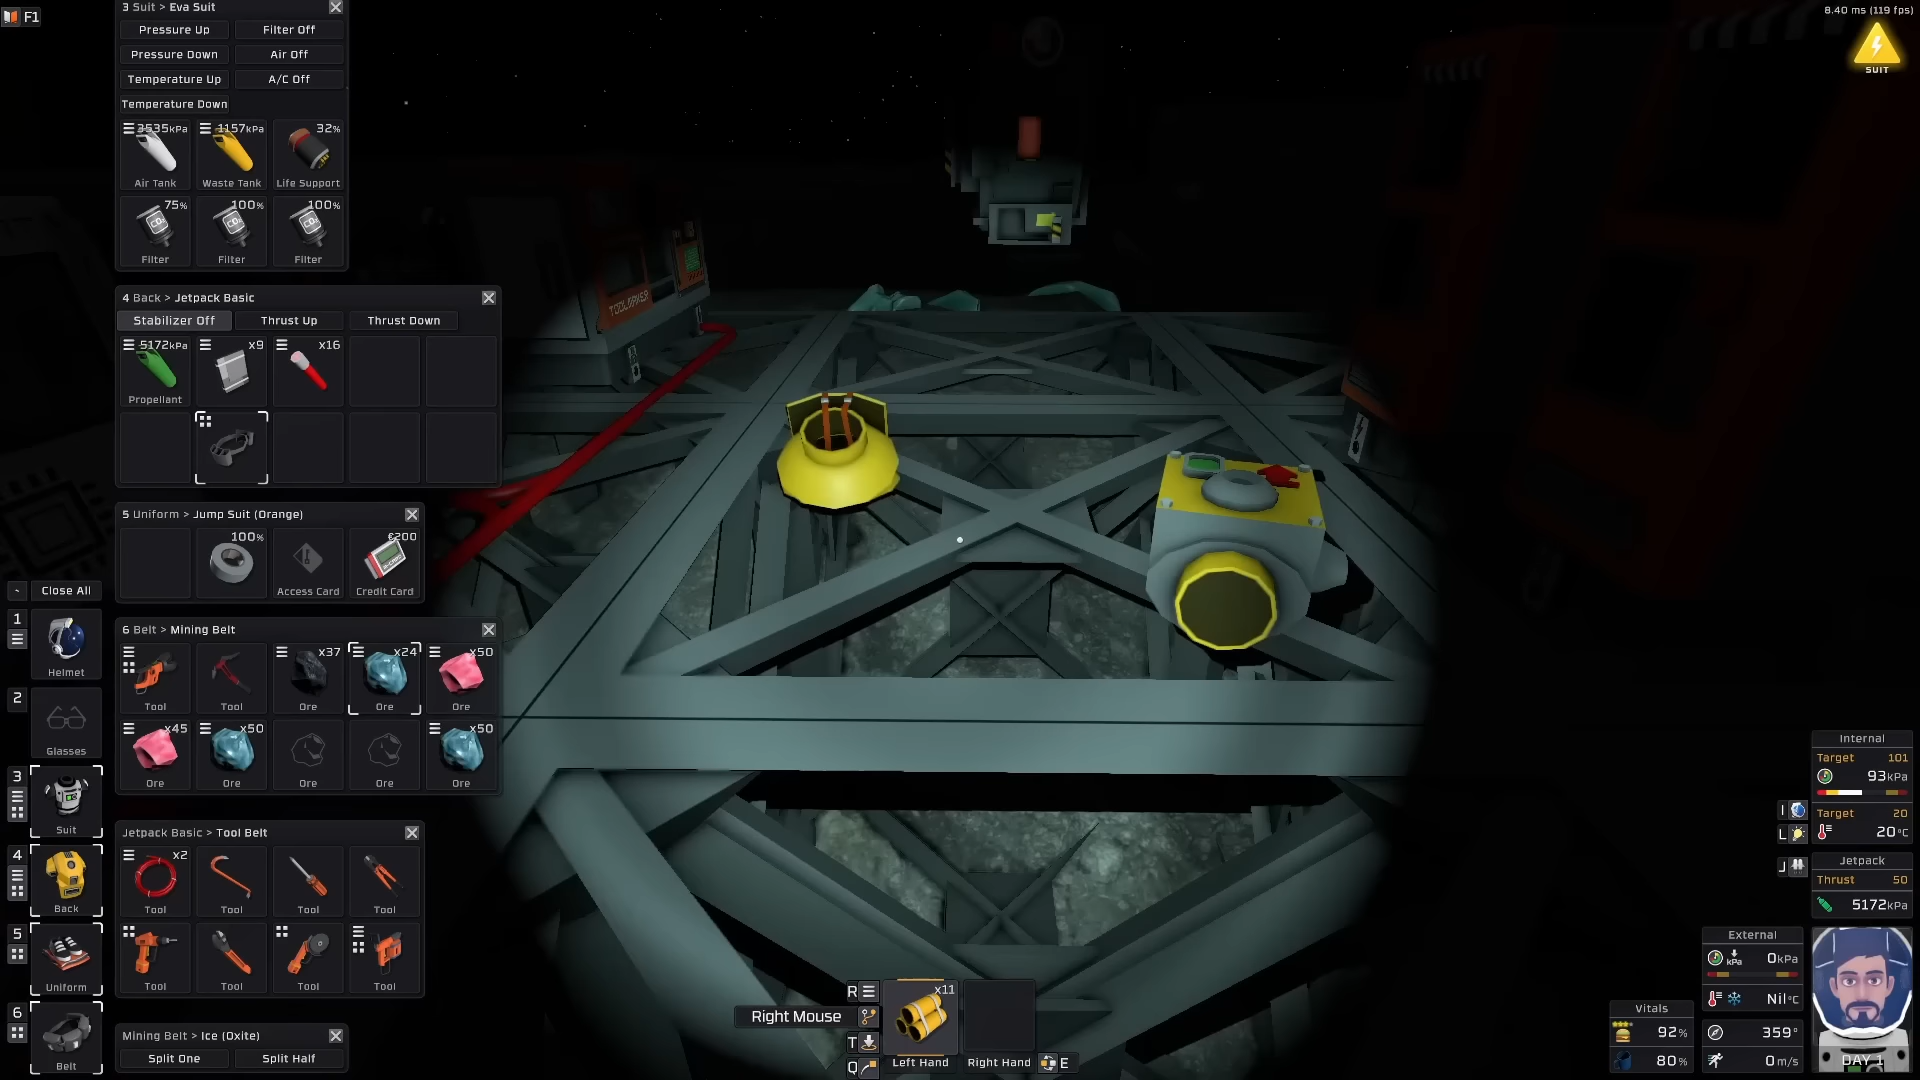 F1
8.40 ms (119 fps)
SUIT
3 Suit > Eva Suit
Pressure Up
Filter Off
Pressure Down
Air Off
Temperature Up
A/C Off
Temperature Down
3535kPa
1157kPa
32%
Air Tank
Waste Tank
Life Support
75%
100%
100%
Filter
Filter
Filter
4 Back > Jetpack Basic
Stabilizer Off
Thrust Up
Thrust Down
5172kPa
x9
x16
Propellant
5 Uniform > Jump Suit (Orange)
100%
€200
Access Card
Credit Card
6 Belt > Mining Belt
x37
x24
x50
Tool
Tool
Ore
Ore
Ore
x45
x50
x50
Ore
Ore
Ore
Ore
Ore
Jetpack Basic > Tool Belt
x2
Tool
Tool
Tool
Tool
Tool
Tool
Tool
Tool
Mining Belt > Ice (Oxite)
Split One
Split Half
~
Close All
1
Helmet
2
Glasses
3
Suit
4
Back
5
Uniform
6
Belt
TOOLMAKER
R
x11
Right Mouse
T
Q
Left Hand
Right Hand
E
Internal
Target 101
93kPa
I
Target 20
L
20°C
Jetpack
J
Thrust 50
5172kPa
External
kPa
0kPa
Nil°C
Vitals
92%
359°
80%
0m/s
DAY 1